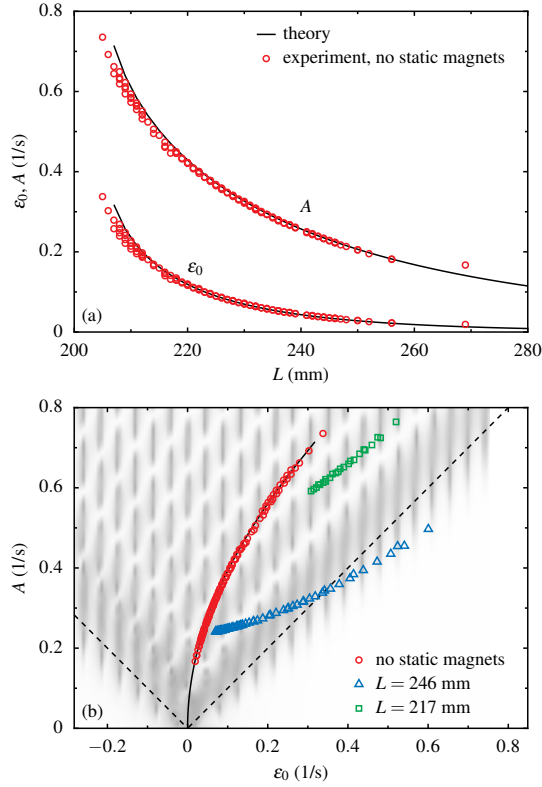 0.8
0.6
0.4
0.2
0
ε₀, A (1/s)
theory
experiment, no static magnets
A
ε₀
(a)
200 220 240 260 280
L (mm)
0.8
0.6
0.4
0.2
0
A (1/s)
no static magnets
L = 246 mm
L = 217 mm
(b)
−0.2 0 0.2 0.4 0.6 0.8
ε₀ (1/s)